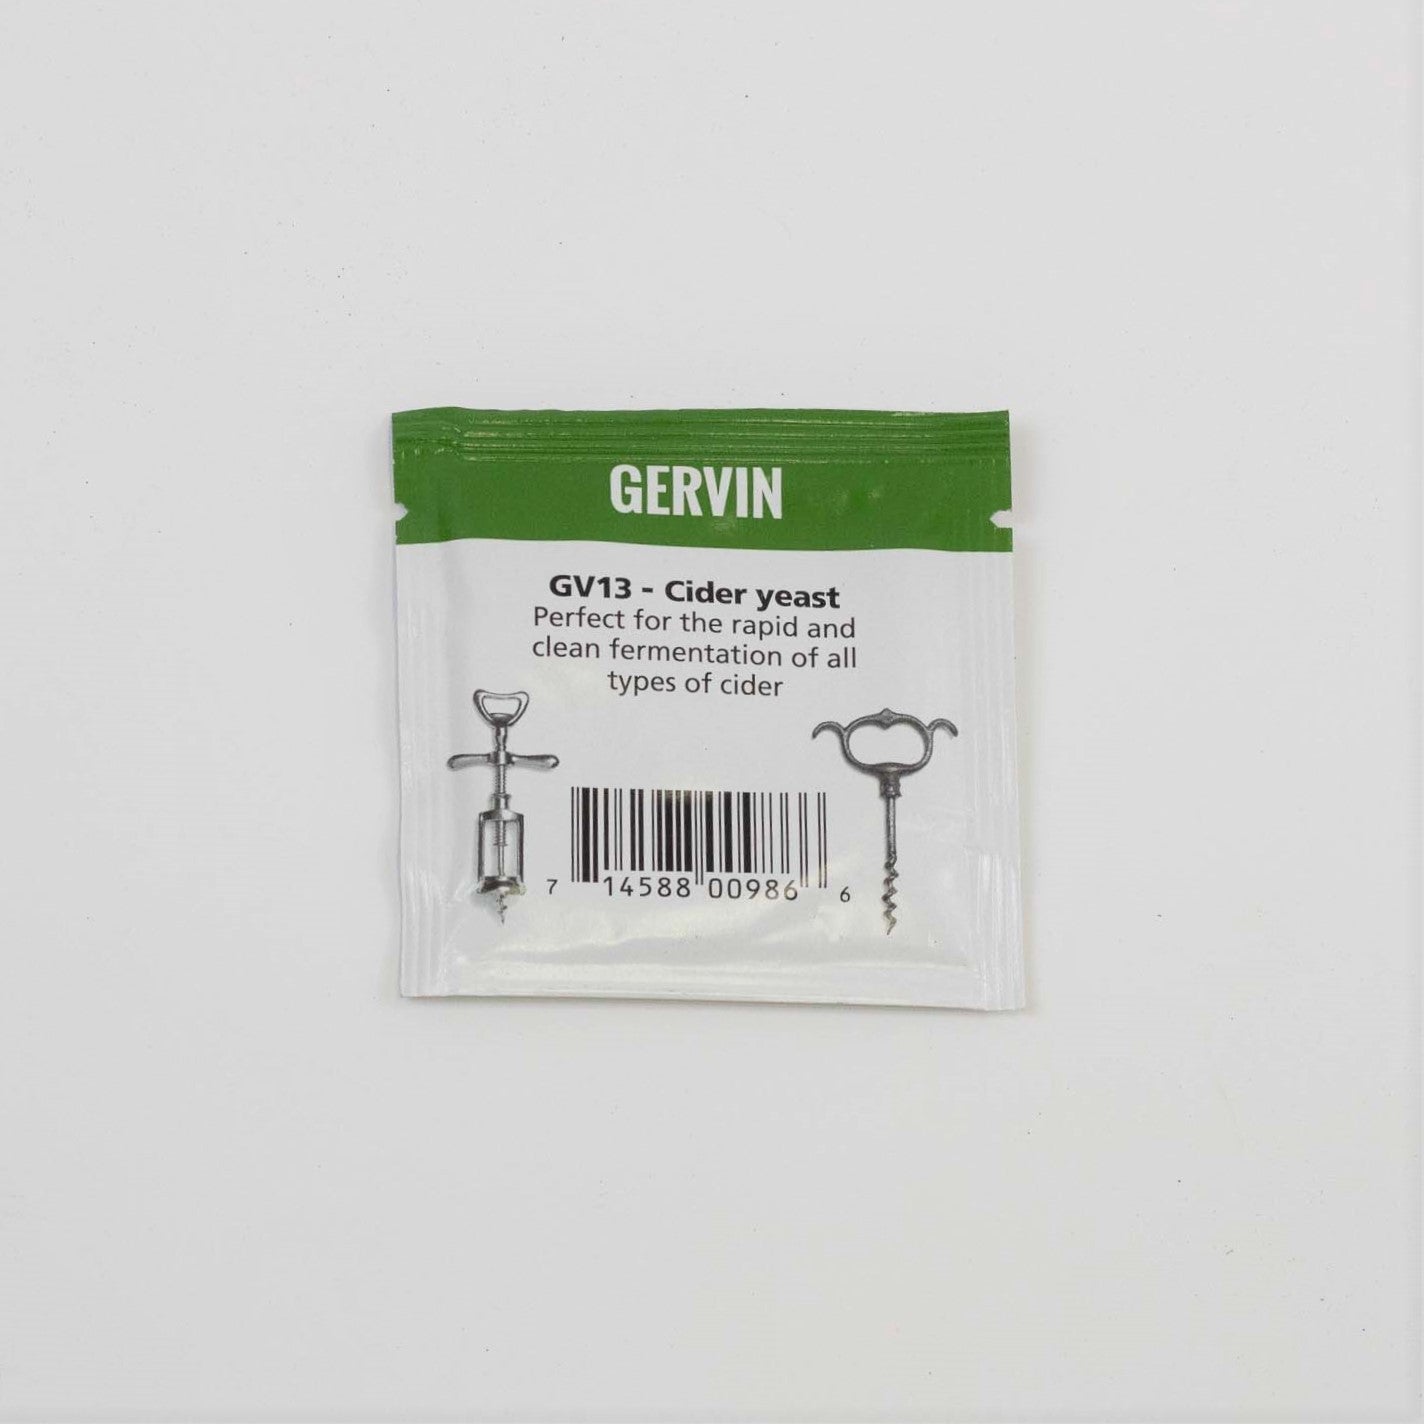 GERVIN
GV13 - Cider yeast
Perfect for the rapid and
clean fermentation of all
types of cider
7 14588 00986 6